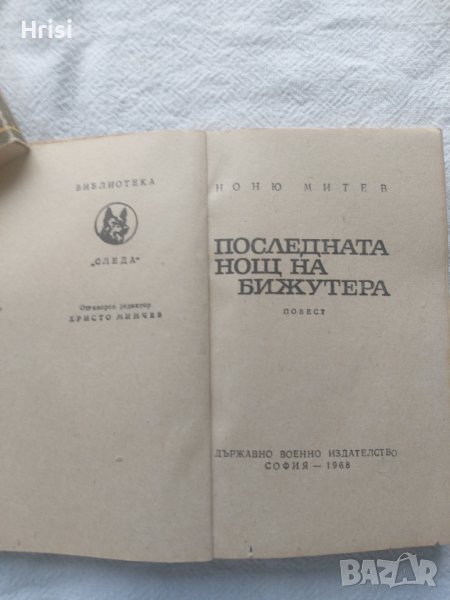 Hrisi
БИБЛИОТЕКА
„СЛЕДА“
Отговорен редактор
ХРИСТО МИНЧЕВ
НОНЮ МИТЕВ
ПОСЛЕДНАТА
НОЩ НА
БИЖУТЕРА
ПОВЕСТ
ДЪРЖАВНО ВОЕННО ИЗДАТЕЛСТВО
СОФИЯ — 1968
BAZAR